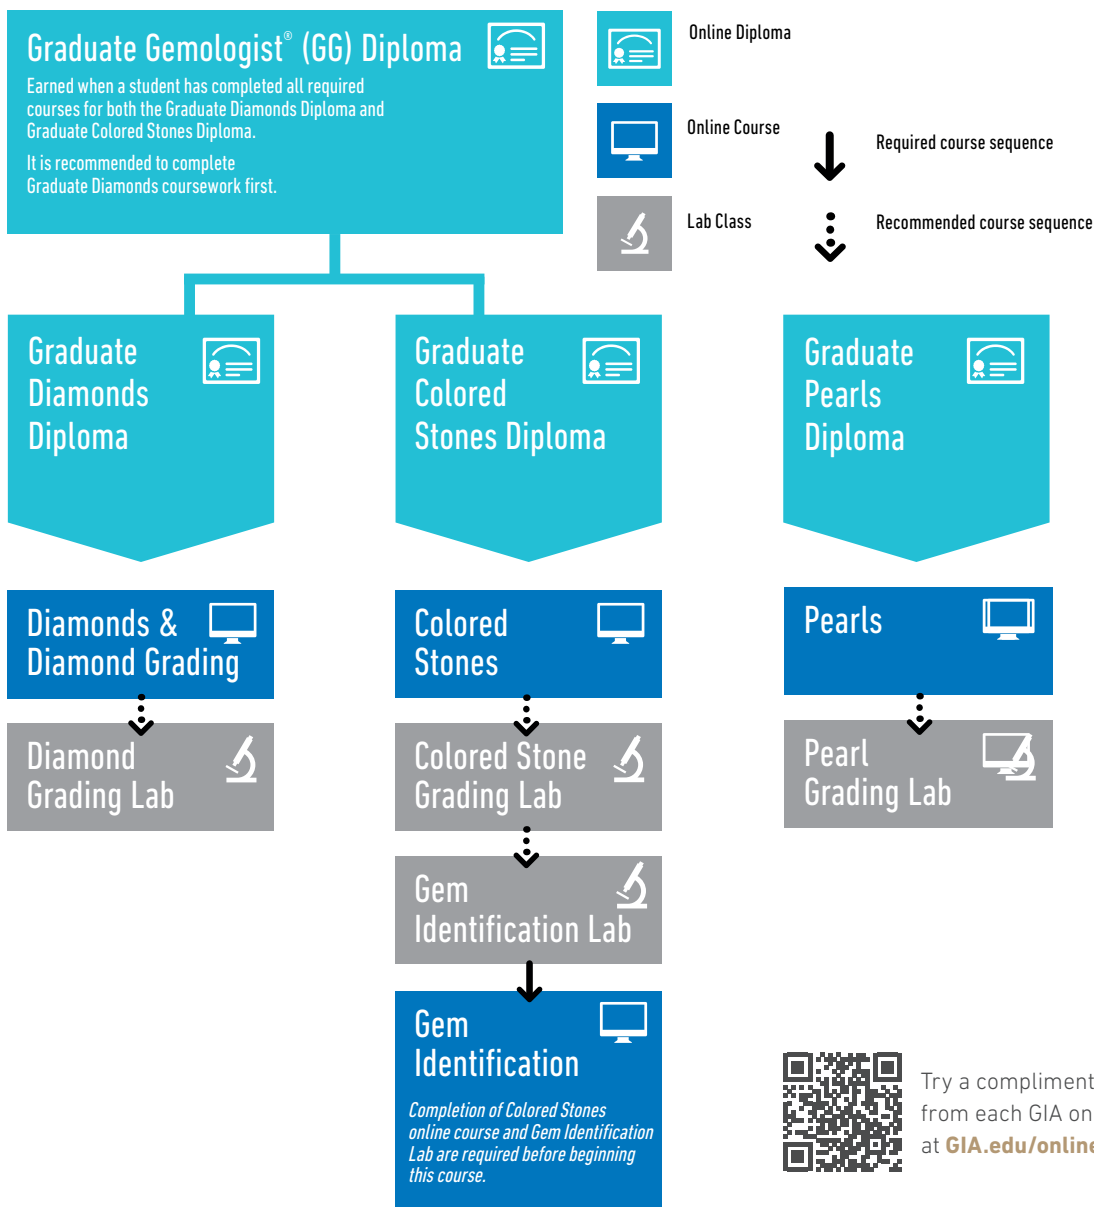 Graduate Gemologist® (GG) Diploma
Earned when a student has completed all required
courses for both the Graduate Diamonds Diploma and
Graduate Colored Stones Diploma.
It is recommended to complete
Graduate Diamonds coursework first.
Online Diploma
Online Course
Required course sequence
Lab Class
Recommended course sequence
Graduate
Diamonds
Diploma
Graduate
Colored
Stones Diploma
Graduate
Pearls
Diploma
Diamonds &
Diamond Grading
Diamond
Grading Lab
Colored
Stones
Colored Stone
Grading Lab
Gem
Identification Lab
Gem
Identification
Completion of Colored Stones
online course and Gem Identification
Lab are required before beginning
this course.
Pearls
Pearl
Grading Lab
Try a compliment
from each GIA on
at GIA.edu/online